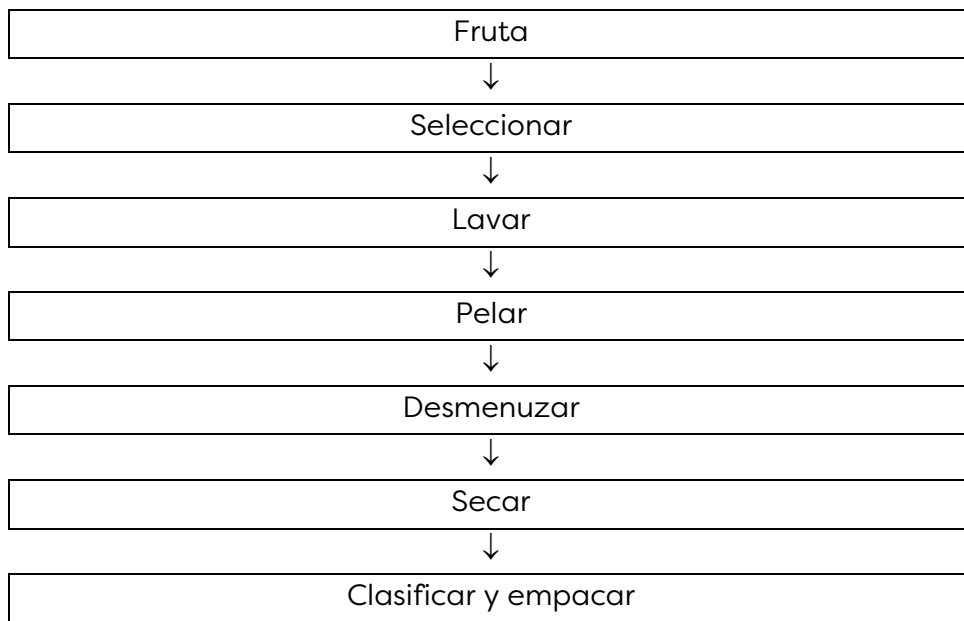 Fruta
↓
Seleccionar
↓
Lavar
↓
Pelar
↓
Desmenuzar
↓
Secar
↓
Clasificar y empacar